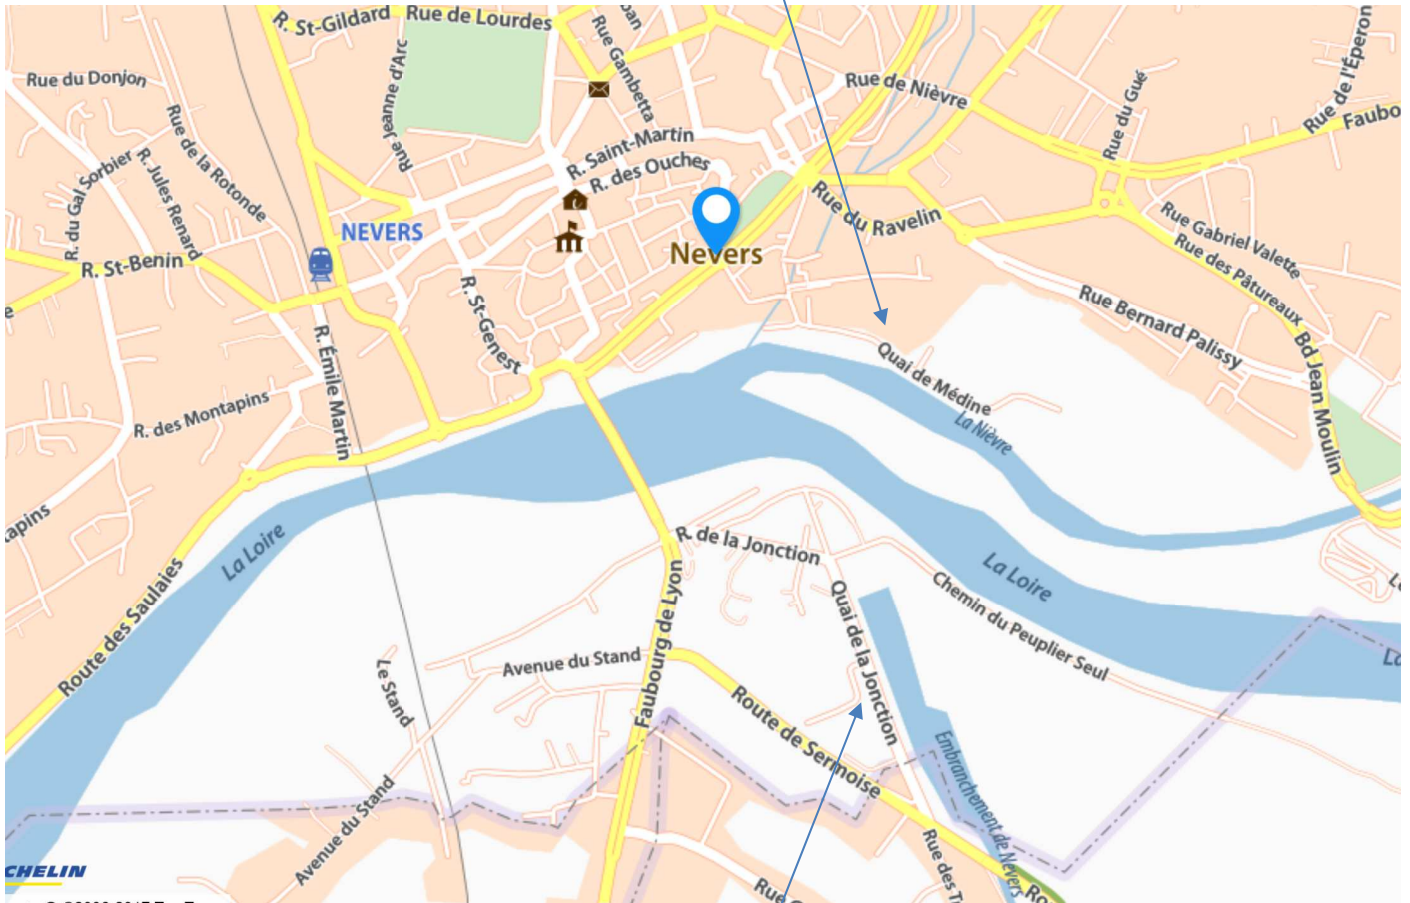 R. St-Gildard
Rue de Lourdes
Rue Gambetta
Rue du Donjon
Rue Jeanne d'Arc
Rue de la Rotonde
Rue de Nièvre
Rue du Gué
Rue de l'Éperon
Faubo
R. Saint-Martin
R. des Ouches
R. du Gal Sorbier
R. Jules Renard
NEVERS
Nevers
Rue du Ravelin
Rue Gabriel Valette
Rue des Pâtureaux
R. St-Benin
R. St-Genest
Rue Bernard Palissy
Bd Jean Moulin
R. Émile Martin
Quai de Médine
La Nièvre
R. des Montapins
tapins
La Loire
R. de la Jonction
La Loire
Route des Saulaies
Quai de la Jonction
Chemin du Peuplier Seul
Faubourg de Lyon
Avenue du Stand
Le Stand
Route de Sermoise
Embranchement de Nevers
Avenue du Stand
CHELIN